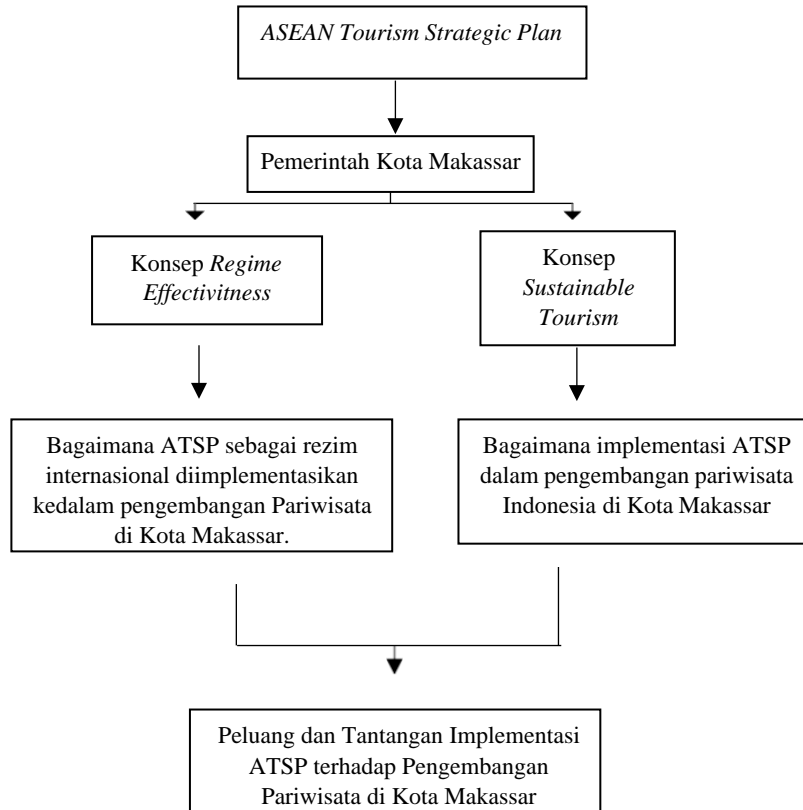 ASEAN Tourism Strategic Plan
Pemerintah Kota Makassar
Konsep Regime
Effectivitness
Konsep
Sustainable
Tourism
Bagaimana ATSP sebagai rezim
internasional diimplementasikan
kedalam pengembangan Pariwisata
di Kota Makassar.
Bagaimana implementasi ATSP
dalam pengembangan pariwisata
Indonesia di Kota Makassar
Peluang dan Tantangan Implementasi
ATSP terhadap Pengembangan
Pariwisata di Kota Makassar